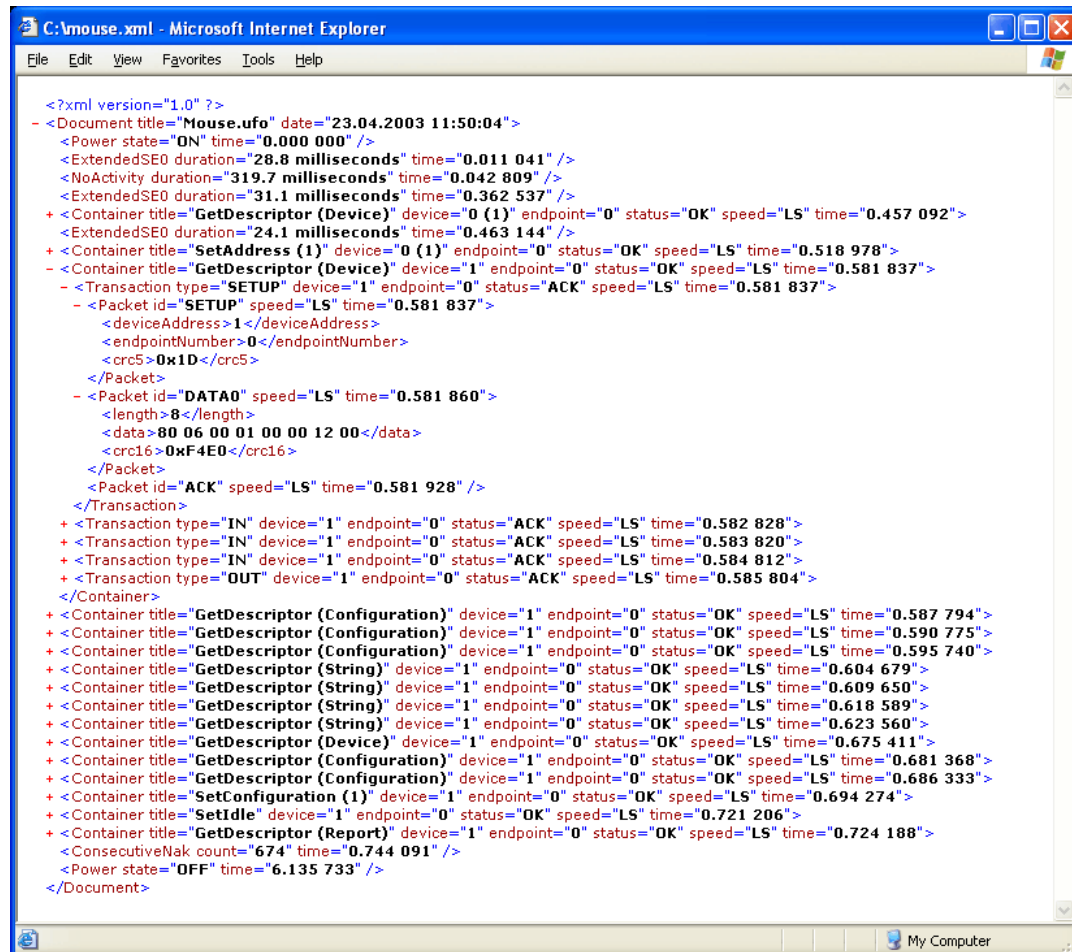 C:\mouse.xml - Microsoft Internet Explorer
File Edit View Favorites Tools Help
<?xml version="1.0" ?>
- <Document title="Mouse.ufo" date="23.04.2003 11:50:04">
<Power state="ON" time="0.000 000" />
<ExtendedSE0 duration="28.8 milliseconds" time="0.011 041" />
<NoActivity duration="319.7 milliseconds" time="0.042 809" />
<ExtendedSE0 duration="31.1 milliseconds" time="0.362 537" />
+ <Container title="GetDescriptor (Device)" device="0 (1)" endpoint="0" status="OK" speed="LS" time="0.457 092">
<ExtendedSE0 duration="24.1 milliseconds" time="0.463 144" />
+ <Container title="SetAddress (1)" device="0 (1)" endpoint="0" status="OK" speed="LS" time="0.518 978">
- <Container title="GetDescriptor (Device)" device="1" endpoint="0" status="OK" speed="LS" time="0.581 837">
- <Transaction type="SETUP" device="1" endpoint="0" status="ACK" speed="LS" time="0.581 837">
- <Packet id="SETUP" speed="LS" time="0.581 837">
<deviceAddress>1</deviceAddress>
<endpointNumber>0</endpointNumber>
<crc5>0x1D</crc5>
</Packet>
- <Packet id="DATA0" speed="LS" time="0.581 860">
<length>8</length>
<data>80 06 00 01 00 00 12 00</data>
<crc16>0xF4E0</crc16>
</Packet>
<Packet id="ACK" speed="LS" time="0.581 928" />
</Transaction>
+ <Transaction type="IN" device="1" endpoint="0" status="ACK" speed="LS" time="0.582 828">
+ <Transaction type="IN" device="1" endpoint="0" status="ACK" speed="LS" time="0.583 820">
+ <Transaction type="IN" device="1" endpoint="0" status="ACK" speed="LS" time="0.584 812">
+ <Transaction type="OUT" device="1" endpoint="0" status="ACK" speed="LS" time="0.585 804">
</Container>
+ <Container title="GetDescriptor (Configuration)" device="1" endpoint="0" status="OK" speed="LS" time="0.587 794">
+ <Container title="GetDescriptor (Configuration)" device="1" endpoint="0" status="OK" speed="LS" time="0.590 775">
+ <Container title="GetDescriptor (Configuration)" device="1" endpoint="0" status="OK" speed="LS" time="0.595 740">
+ <Container title="GetDescriptor (String)" device="1" endpoint="0" status="OK" speed="LS" time="0.604 679">
+ <Container title="GetDescriptor (String)" device="1" endpoint="0" status="OK" speed="LS" time="0.609 650">
+ <Container title="GetDescriptor (String)" device="1" endpoint="0" status="OK" speed="LS" time="0.618 589">
+ <Container title="GetDescriptor (String)" device="1" endpoint="0" status="OK" speed="LS" time="0.623 560">
+ <Container title="GetDescriptor (Device)" device="1" endpoint="0" status="OK" speed="LS" time="0.675 411">
+ <Container title="GetDescriptor (Configuration)" device="1" endpoint="0" status="OK" speed="LS" time="0.681 368">
+ <Container title="GetDescriptor (Configuration)" device="1" endpoint="0" status="OK" speed="LS" time="0.686 333">
+ <Container title="SetConfiguration (1)" device="1" endpoint="0" status="OK" speed="LS" time="0.694 274">
+ <Container title="SetIdle" device="1" endpoint="0" status="OK" speed="LS" time="0.721 206">
+ <Container title="GetDescriptor (Report)" device="1" endpoint="0" status="OK" speed="LS" time="0.724 188">
<ConsecutiveNak count="674" time="0.744 091" />
<Power state="OFF" time="6.135 733" />
</Document>
My Computer